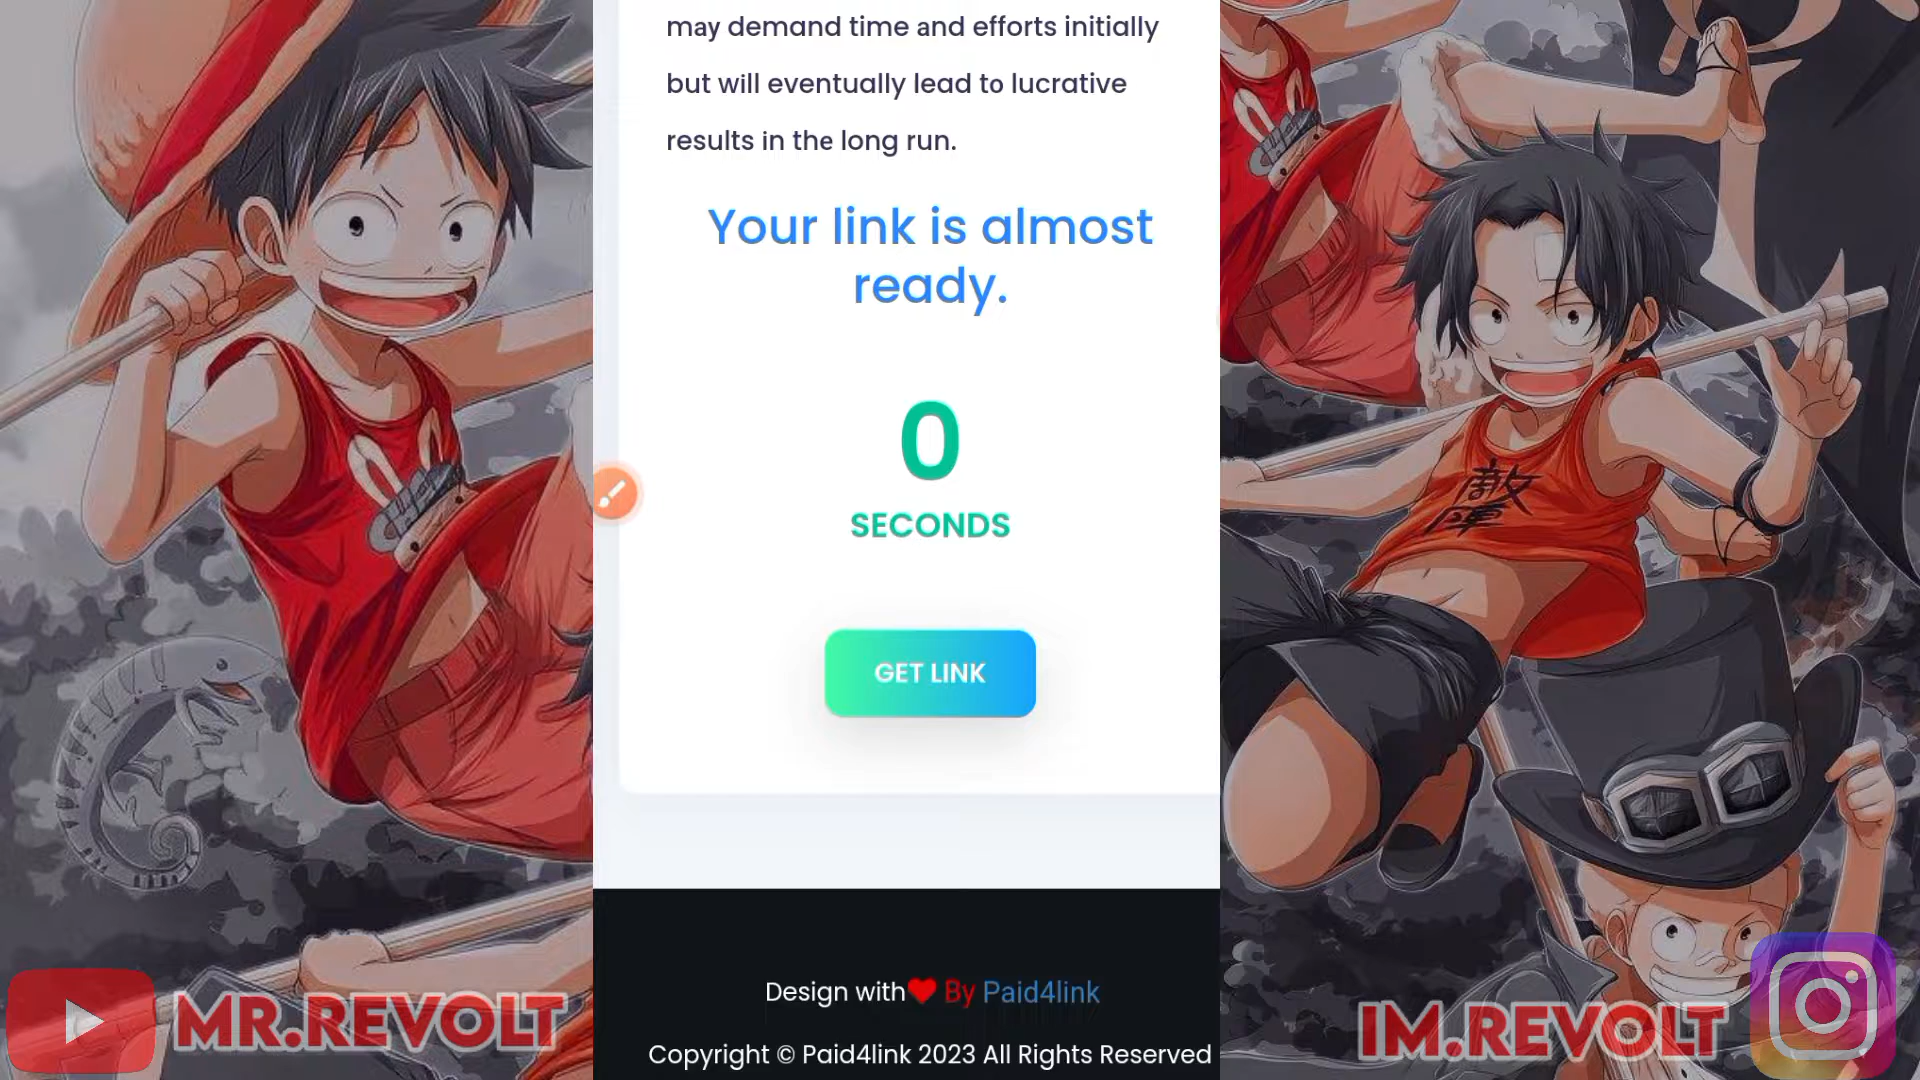 may demand time and efforts initially
but will eventually lead to lucrative
results in the long run.
Your link is almost
ready.
0
SECONDS
GET LINK
敵
Design with❤ By Paid4link
Copyright © Paid4link 2023 All Rights Reserved
MR.REVOLT
IM.REVOLT